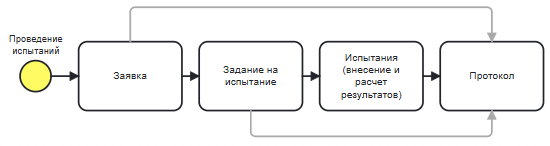 Проведение
испытаний
Заявка
Задание на
испытание
Испытания
(внесение и
расчет
результатов)
Протокол